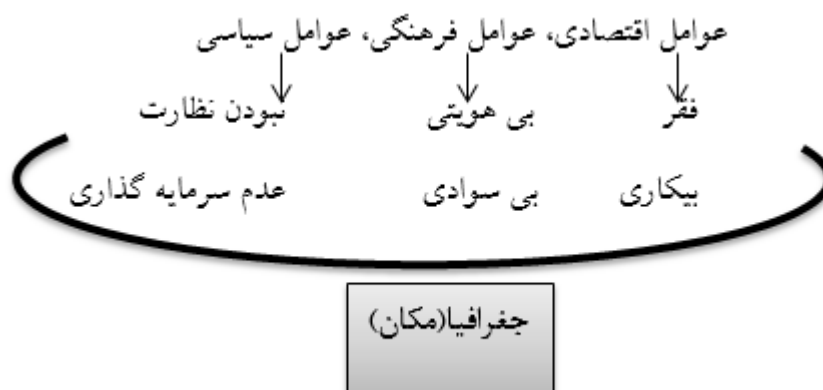 عوامل اقتصادی، عوامل فرهنگی، عوامل سیاسی
فقر بی هویتی نبودن نظارت
بیکاری بی سوادی عدم سرمایه گذاری
جغرافیا(مکان)